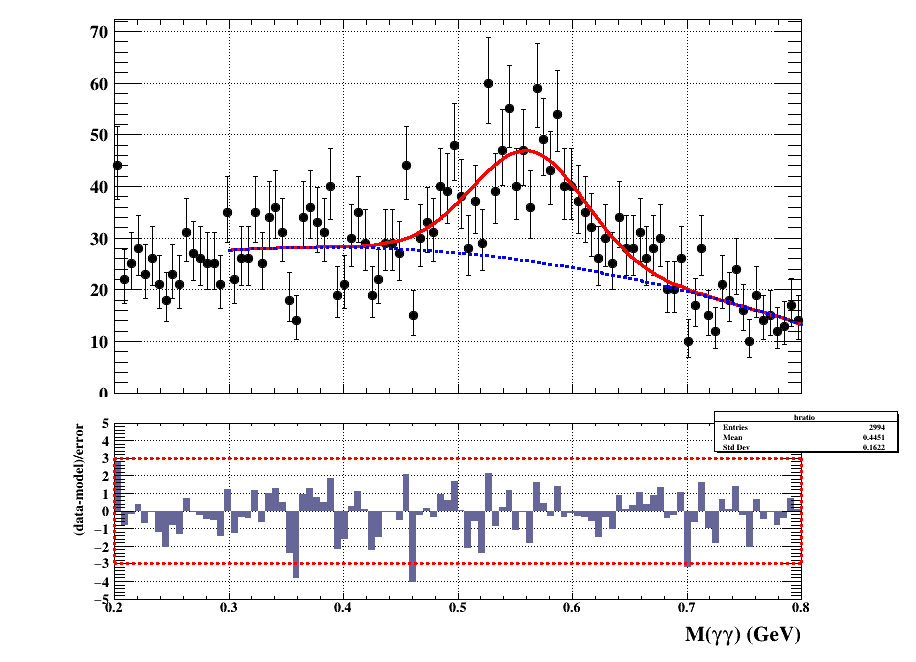 70
60
50
40
30
20
10
0
hratio
Entries 2994
Mean 0.4451
Std Dev 0.1622
(data-model)/error
5
4
3
2
1
0
−1
−2
−3
−4
−5
0.2 0.3 0.4 0.5 0.6 0.7 0.8
M(γγ) (GeV)